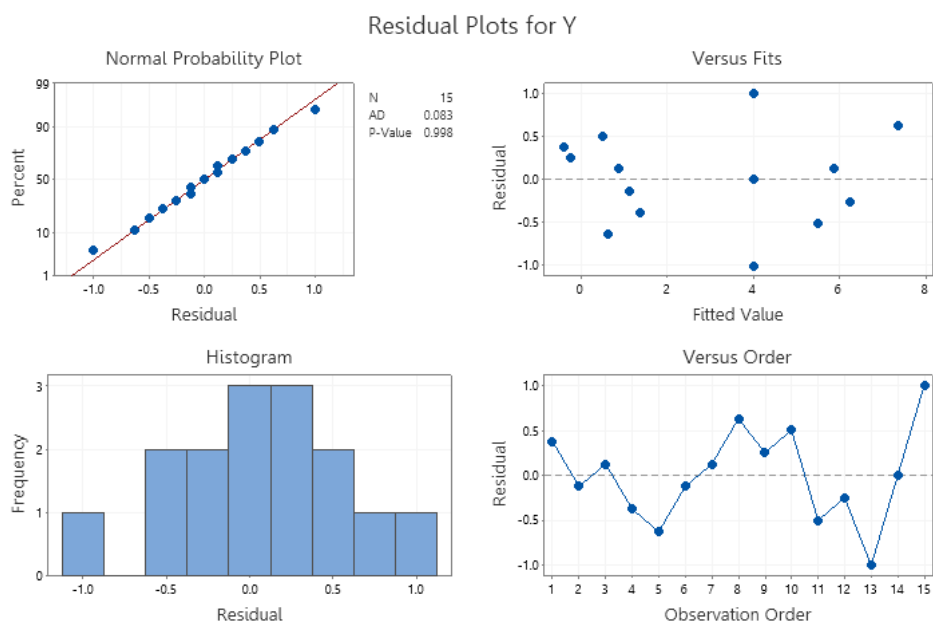 Residual Plots for Y
Normal Probability Plot
99
90
50
10
1
Percent
-1.0 -0.5 0.0 0.5 1.0
Residual
N 15
AD 0.083
P-Value 0.998
Versus Fits
1.0
0.5
0.0
-0.5
-1.0
Residual
0 2 4 6 8
Fitted Value
Histogram
3
2
1
0
Frequency
-1.0 -0.5 0.0 0.5 1.0
Residual
Versus Order
1.0
0.5
0.0
-0.5
-1.0
Residual
1 2 3 4 5 6 7 8 9 10 11 12 13 14 15
Observation Order